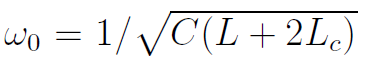 ω₀ = 1/√C(L + 2L_c)